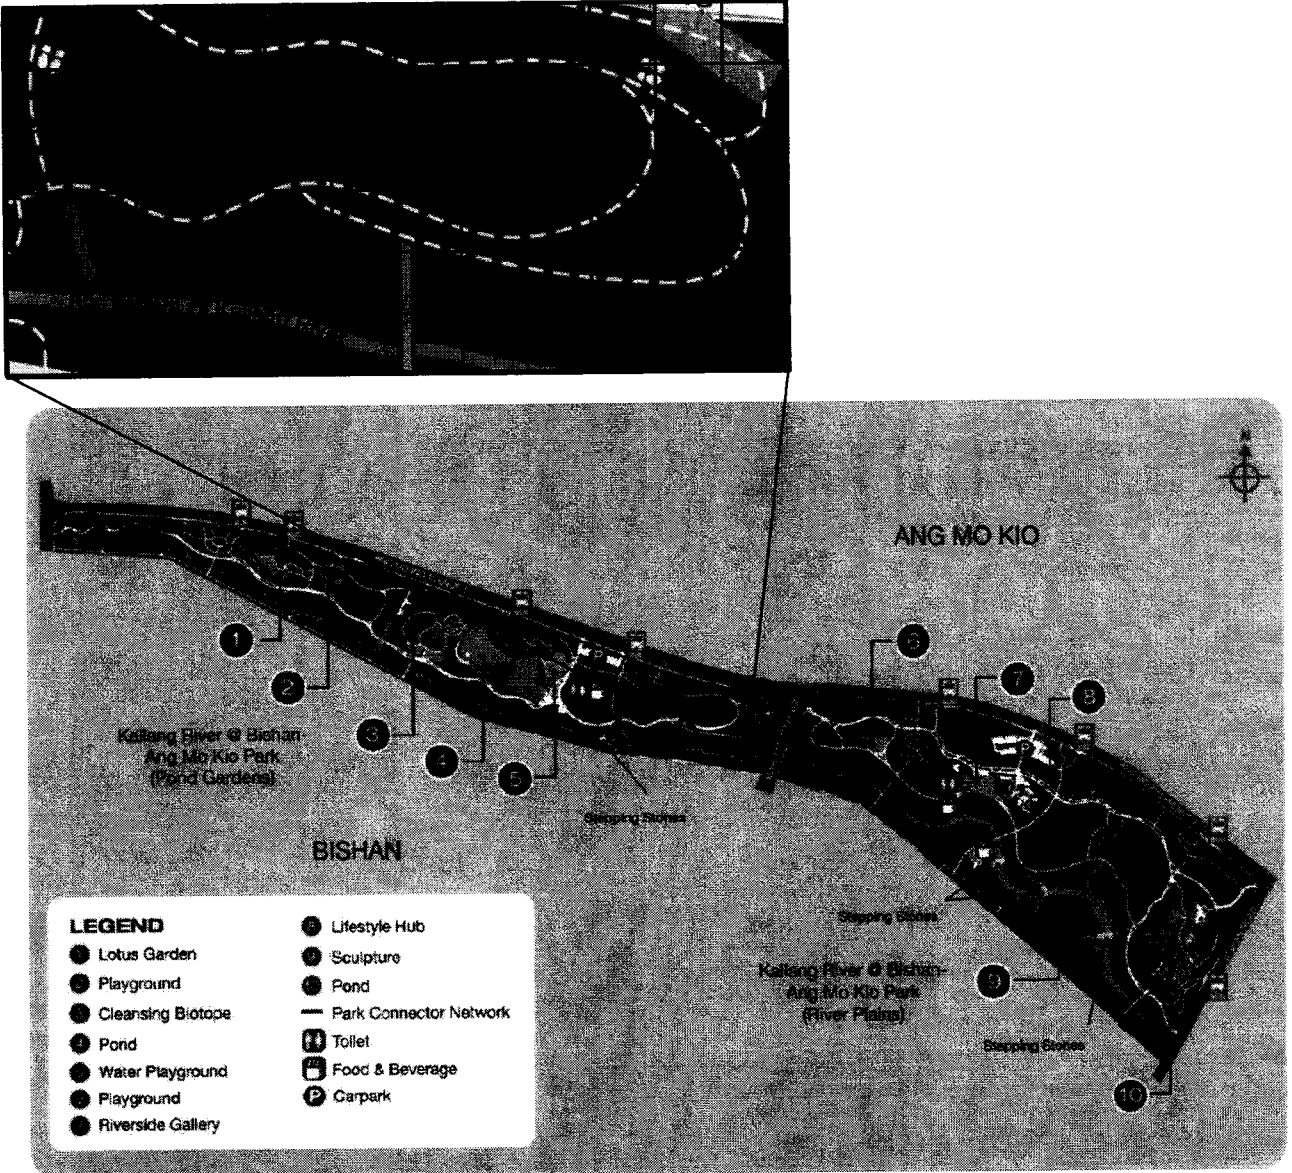 N
ANG MO KIO
1
2
3
4
5
6
7
8
9
10
P
P
Kallang River @ Bishan-
Ang Mo Kio Park
(Pond Gardens)
Stepping Stones
BISHAN
Stepping Stones
Kallang River @ Bishan-
Ang Mo Kio Park
(River Plains)
Stepping Stones
LEGEND
Lotus Garden
Playground
Cleansing Biotope
Pond
Water Playground
Playground
Riverside Gallery
Lifestyle Hub
Sculpture
Pond
Park Connector Network
Toilet
Food & Beverage
P Carpark